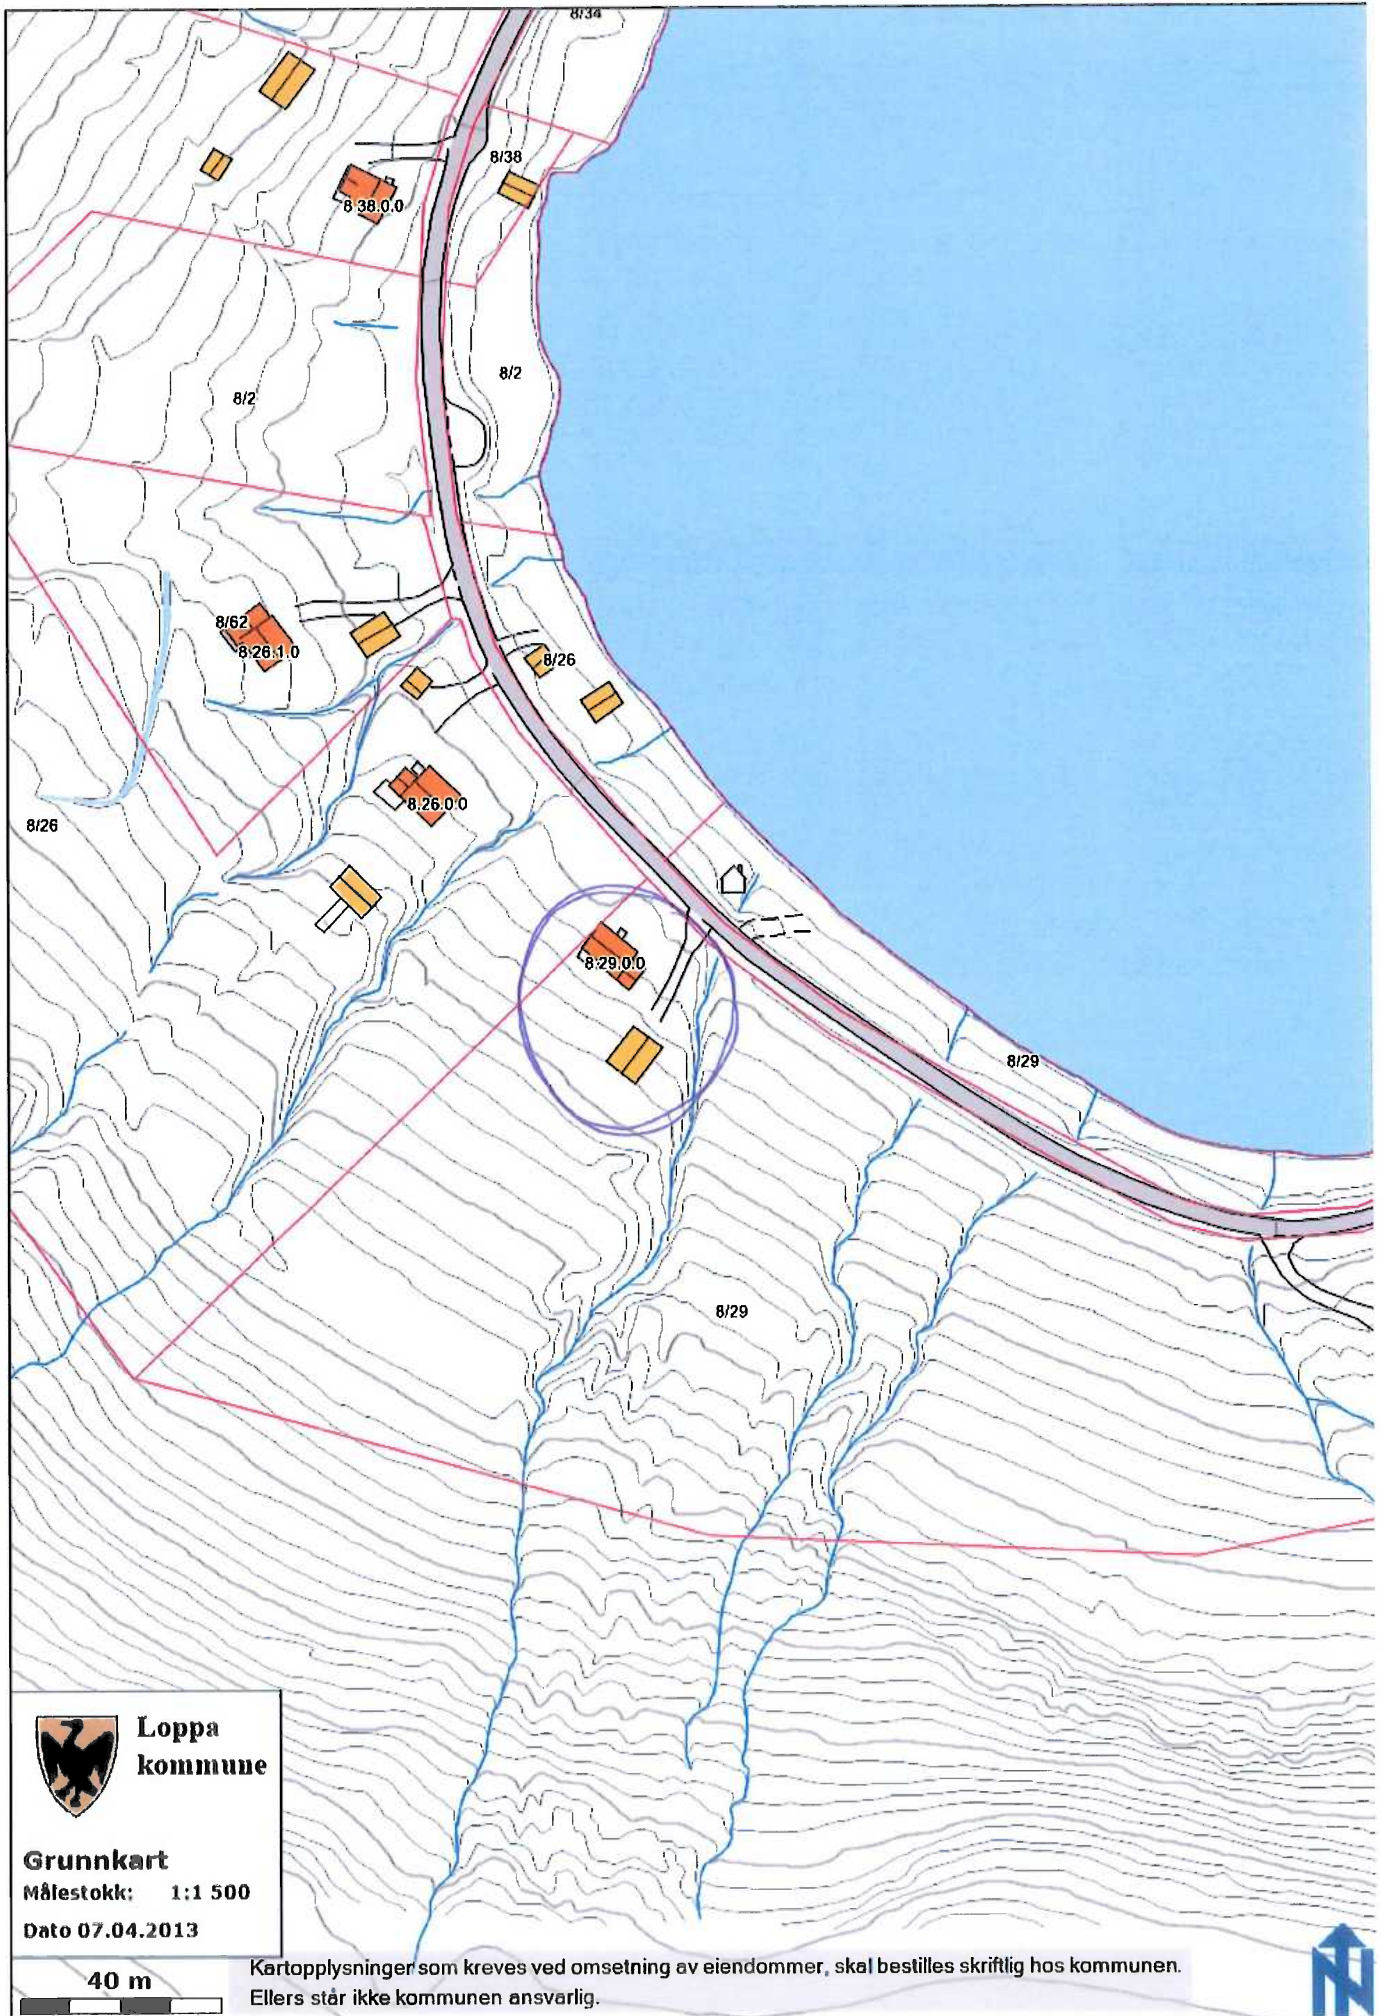 8/34
8/38
8 38.0.0
8/2
8/2
8/62
8.26.1.0
8/26
8.26.0.0
8/26
8.29.0.0
8/29
8/29
Loppa
kommune
Grunnkart
Målestokk: 1:1 500
Dato 07.04.2013
40 m
Kartopplysninger som kreves ved omsetning av eiendommer, skal bestilles skriftlig hos kommunen.
Ellers står ikke kommunen ansvarlig.
N